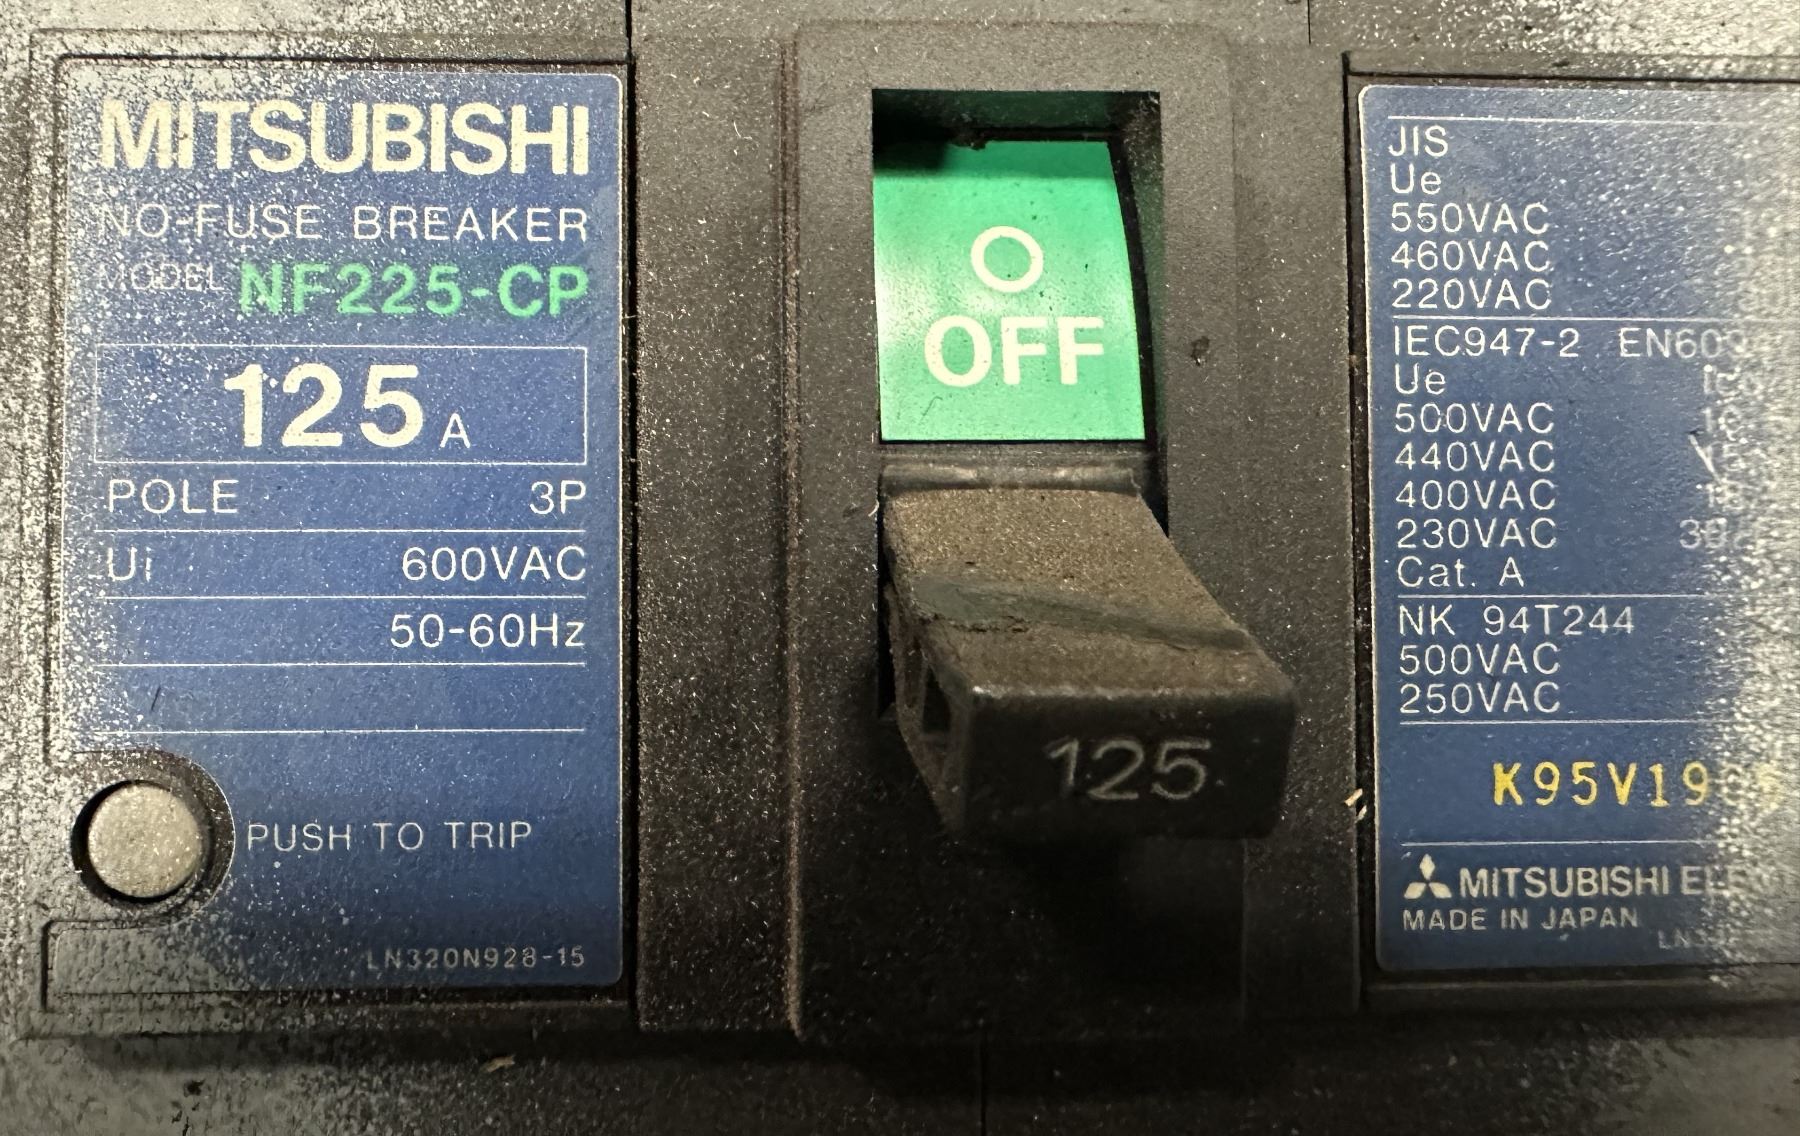 MITSUBISHI
NO-FUSE BREAKER
MODEL NF225-CP
125 A
POLE 3P
Ui 600VAC
50-60Hz
PUSH TO TRIP
LN320N928-15
O
OFF
125
JIS
Ue
550VAC
460VAC
220VAC
IEC947-2
Ue
500VAC
440VAC
400VAC
230VAC
Cat. A
NK 94T244
500VAC
250VAC
MITSUBISHI
MADE IN JAPAN